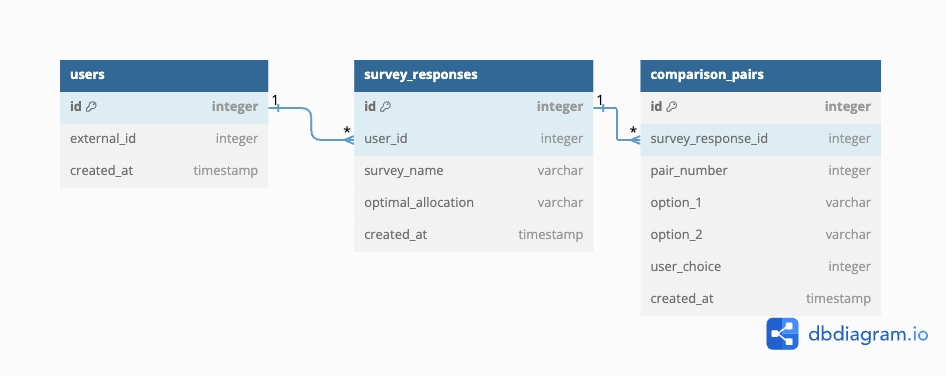 users
id integer
external_id integer
created_at timestamp
1
*
survey_responses
id integer
user_id integer
survey_name varchar
optimal_allocation varchar
created_at timestamp
1
*
comparison_pairs
id integer
survey_response_id integer
pair_number integer
option_1 varchar
option_2 varchar
user_choice integer
created_at timestamp
dbdiagram.io